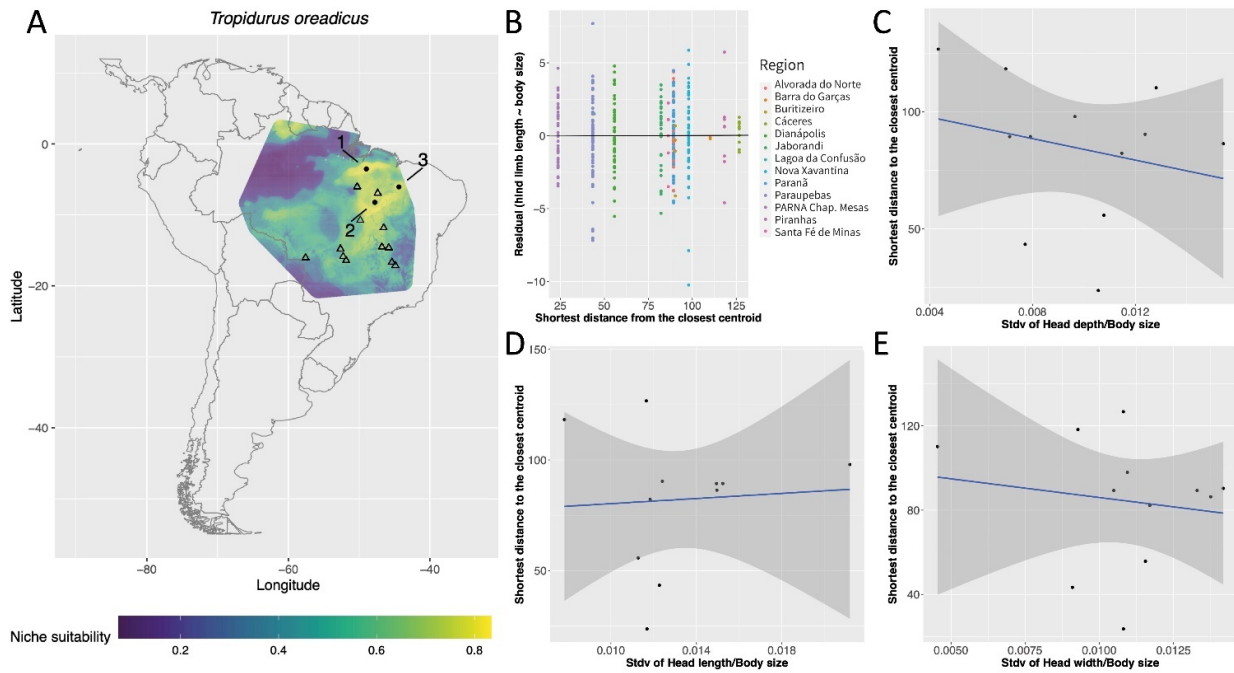 A
Tropidurus oreadicus
0
−20
−40
Latitude
1
2
3
−80
−60
−40
Longitude
Niche suitability
0.2
0.4
0.6
0.8
B
Residual (hind limb length ~ body size)
5
0
−5
−10
25
50
75
100
125
Shortest distance from the closest centroid
Region
Alvorada do Norte
Barra do Garças
Buritizeiro
Cáceres
Dianápolis
Jaborandi
Lagoa da Confusão
Nova Xavantina
Paranã
Parauapebas
PARNA Chap. Mesas
Piranhas
Santa Fé de Minas
C
Shortest distance to the closest centroid
100
50
0.004
0.008
0.012
Stdv of Head depth/Body size
D
Shortest distance to the closest centroid
150
100
50
0.010
0.014
0.018
Stdv of Head length/Body size
E
Shortest distance to the closest centroid
120
80
40
0.0050
0.0075
0.0100
0.0125
Stdv of Head width/Body size